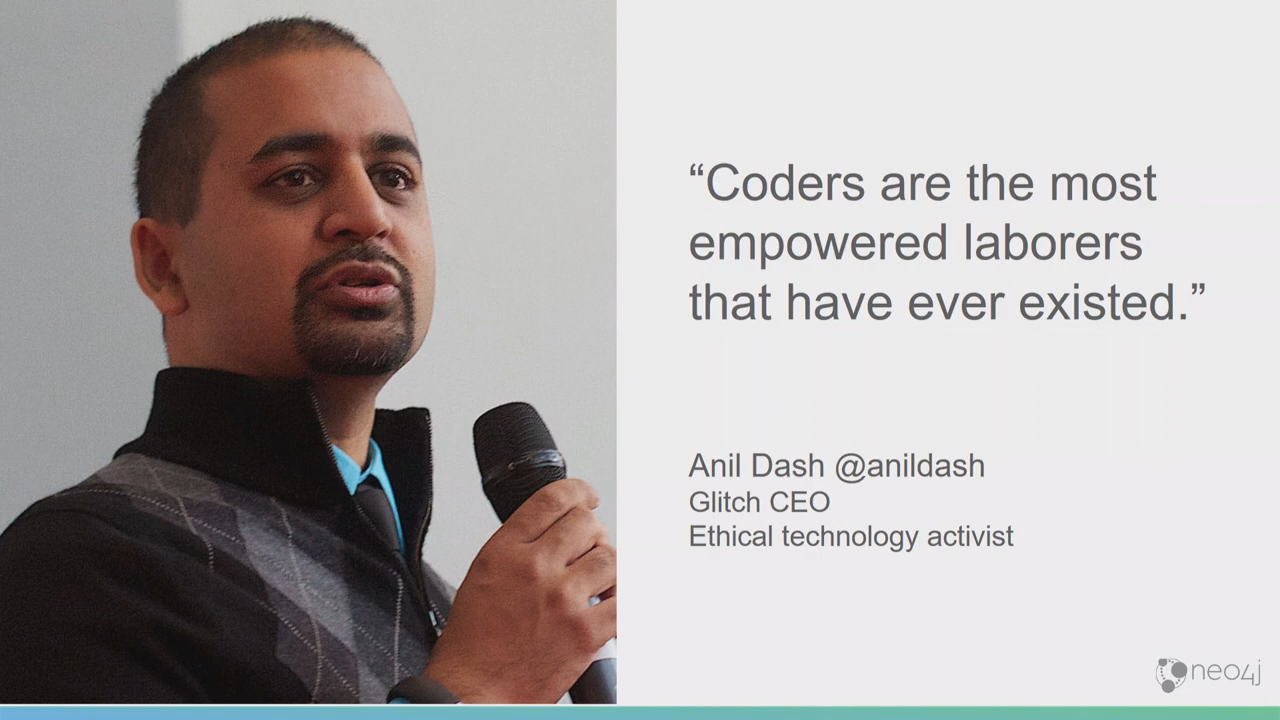 “Coders are the most
empowered laborers
that have ever existed.”
Anil Dash @anildash
Glitch CEO
Ethical technology activist
neo4j